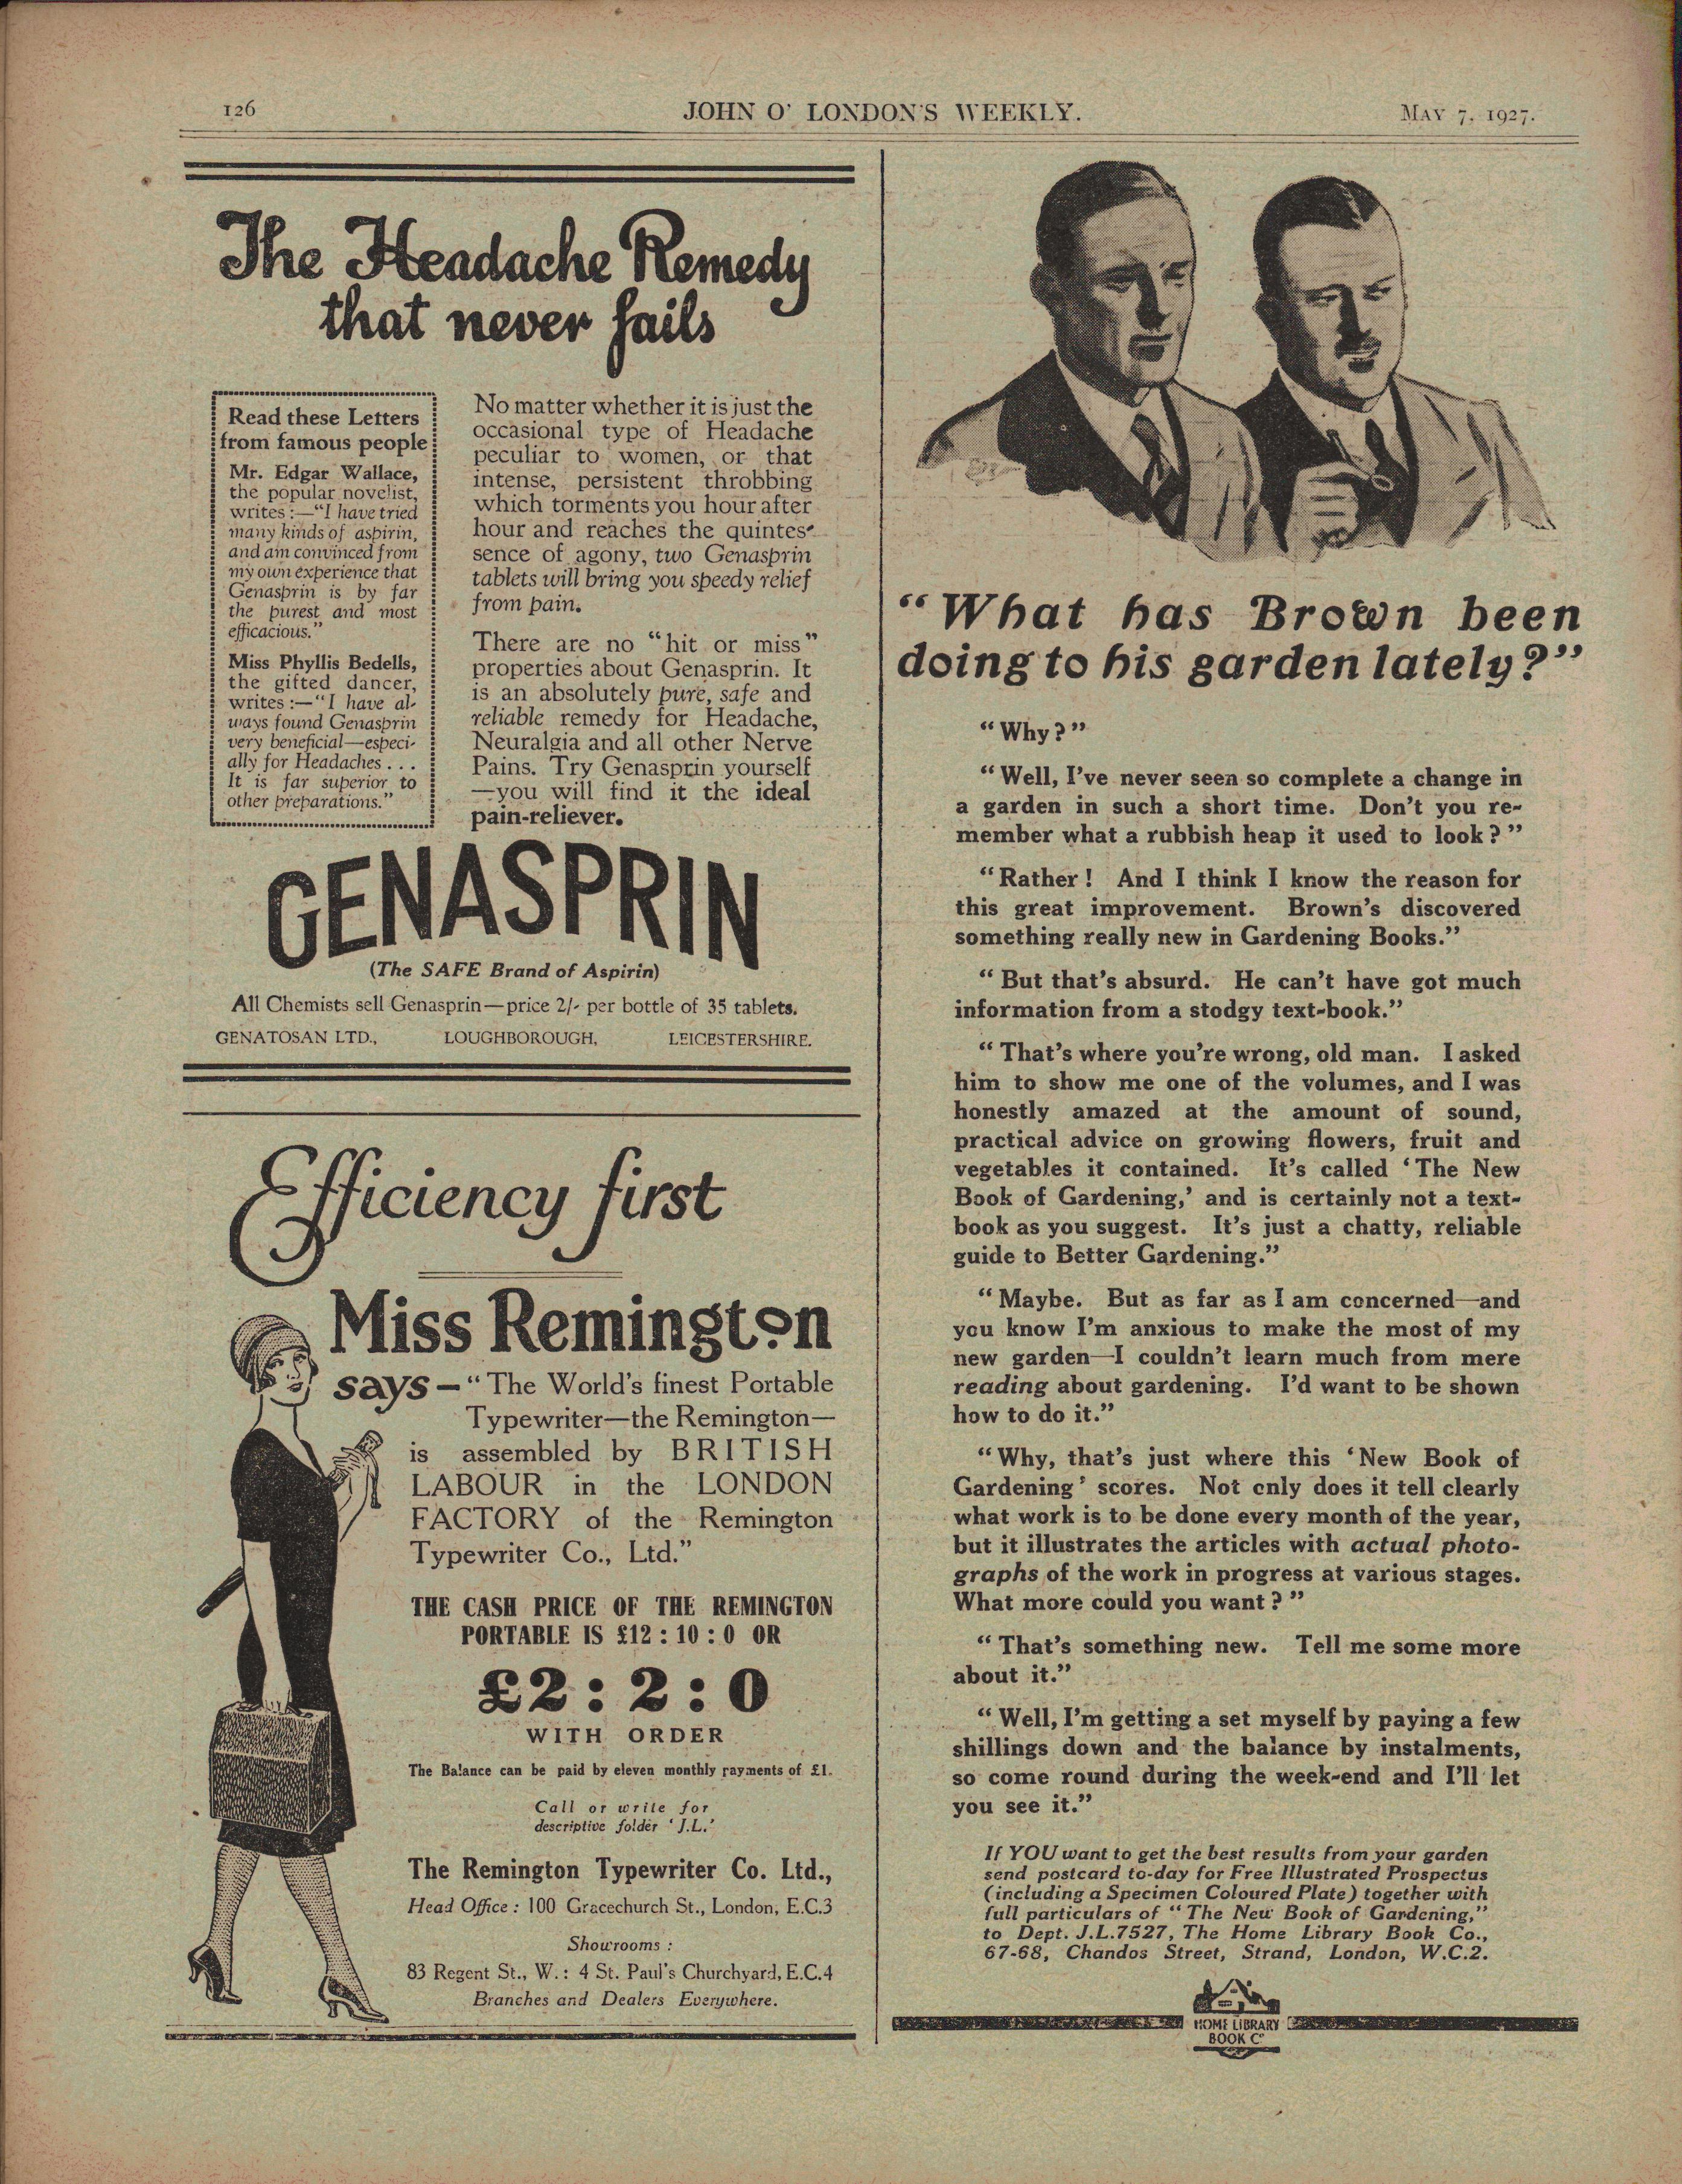 126
JOHN O' LONDON'S WEEKLY.
MAY 7, 1927.
The Headache Remedy
that never fails
Read these Letters
from famous people
Mr. Edgar Wallace,
the popular novelist,
writes :—“I have tried
many kinds of aspirin,
and am convinced from
my own experience that
Genasprin is by far
the purest and most
efficacious.”
Miss Phyllis Bedells,
the gifted dancer,
writes :—“I have al-
ways found Genasprin
very beneficial—especi-
ally for Headaches . . .
It is far superior to
other preparations.”
No matter whether it is just the
occasional type of Headache
peculiar to women, or that
intense, persistent throbbing
which torments you hour after
hour and reaches the quintes-
sence of agony, two Genasprin
tablets will bring you speedy relief
from pain.
There are no “hit or miss”
properties about Genasprin. It
is an absolutely pure, safe and
reliable remedy for Headache,
Neuralgia and all other Nerve
Pains. Try Genasprin yourself
—you will find it the ideal
pain-reliever.
GENASPRIN
(The SAFE Brand of Aspirin)
All Chemists sell Genasprin—price 2/- per bottle of 35 tablets.
GENATOSAN LTD., LOUGHBOROUGH, LEICESTERSHIRE.
Efficiency first
Miss Remington
says—“The World's finest Portable
Typewriter—the Remington—
is assembled by BRITISH
LABOUR in the LONDON
FACTORY of the Remington
Typewriter Co., Ltd.”
THE CASH PRICE OF THE REMINGTON
PORTABLE IS £12 : 10 : 0 OR
£2 : 2 : 0
WITH ORDER
The Balance can be paid by eleven monthly payments of £1.
Call or write for
descriptive folder ‘J.L.’
The Remington Typewriter Co. Ltd.,
Head Office : 100 Gracechurch St., London, E.C.3
Showrooms :
83 Regent St., W. : 4 St. Paul's Churchyard, E.C.4
Branches and Dealers Everywhere.
“What has Brown been
doing to his garden lately?”
“Why?”
“Well, I've never seen so complete a change in
a garden in such a short time. Don't you re-
member what a rubbish heap it used to look?”
“Rather! And I think I know the reason for
this great improvement. Brown's discovered
something really new in Gardening Books.”
“But that's absurd. He can't have got much
information from a stodgy text-book.”
“That's where you're wrong, old man. I asked
him to show me one of the volumes, and I was
honestly amazed at the amount of sound,
practical advice on growing flowers, fruit and
vegetables it contained. It's called ‘The New
Book of Gardening,’ and is certainly not a text-
book as you suggest. It's just a chatty, reliable
guide to Better Gardening.”
“Maybe. But as far as I am concerned—and
you know I'm anxious to make the most of my
new garden—I couldn't learn much from mere
reading about gardening. I'd want to be shown
how to do it.”
“Why, that's just where this ‘New Book of
Gardening’ scores. Not only does it tell clearly
what work is to be done every month of the year,
but it illustrates the articles with actual photo-
graphs of the work in progress at various stages.
What more could you want?”
“That's something new. Tell me some more
about it.”
“Well, I'm getting a set myself by paying a few
shillings down and the balance by instalments,
so come round during the week-end and I'll let
you see it.”
If YOU want to get the best results from your garden
send postcard to-day for Free Illustrated Prospectus
(including a Specimen Coloured Plate) together with
full particulars of “The New Book of Gardening,”
to Dept. J.L.7527, The Home Library Book Co.,
67-68, Chandos Street, Strand, London, W.C.2.
HOME LIBRARY
BOOK Co